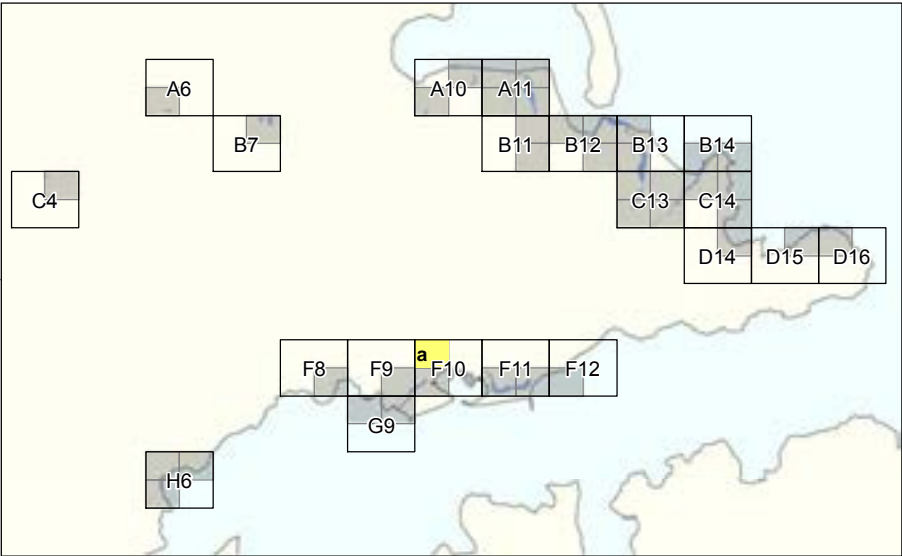 A6 A10 A11
B7 B11 B12 B13 B14
C4 C13 C14
D14 D15 D16
a
F8 F9 F10 F11 F12
G9
H6